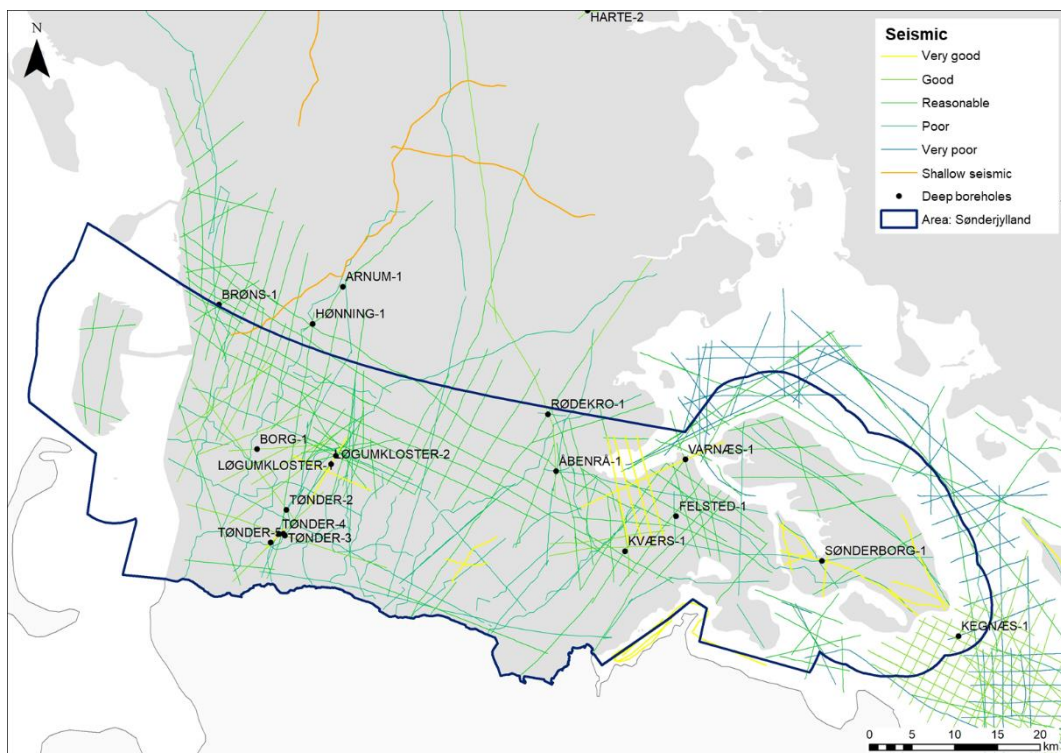 HARTE-2
N
Seismic
Very good
Good
Reasonable
Poor
Very poor
Shallow seismic
Deep boreholes
Area: Sønderjylland
ARNUM-1
BRØNS-1
HØNNING-1
RØDEKRO-1
BORG-1
LØGUMKLOSTER-2
LØGUMKLOSTER-1
VARNÆS-1
ÅBENRÅ-1
TØNDER-2
FELSTED-1
TØNDER-4
TØNDER-5
TØNDER-3
KVÆRS-1
SØNDERBORG-1
KEGNÆS-1
0 5 10 20
km